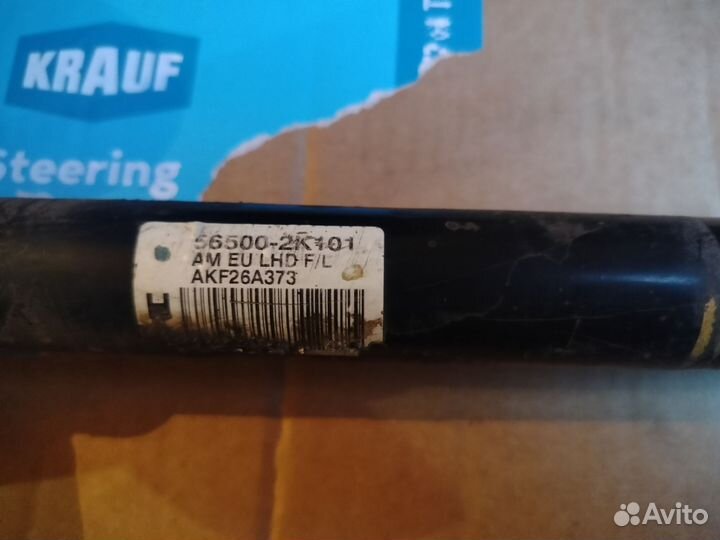 KRAUF
Steering
56500-2K101
AM EU LHD F/L
AKF26A373
Avito